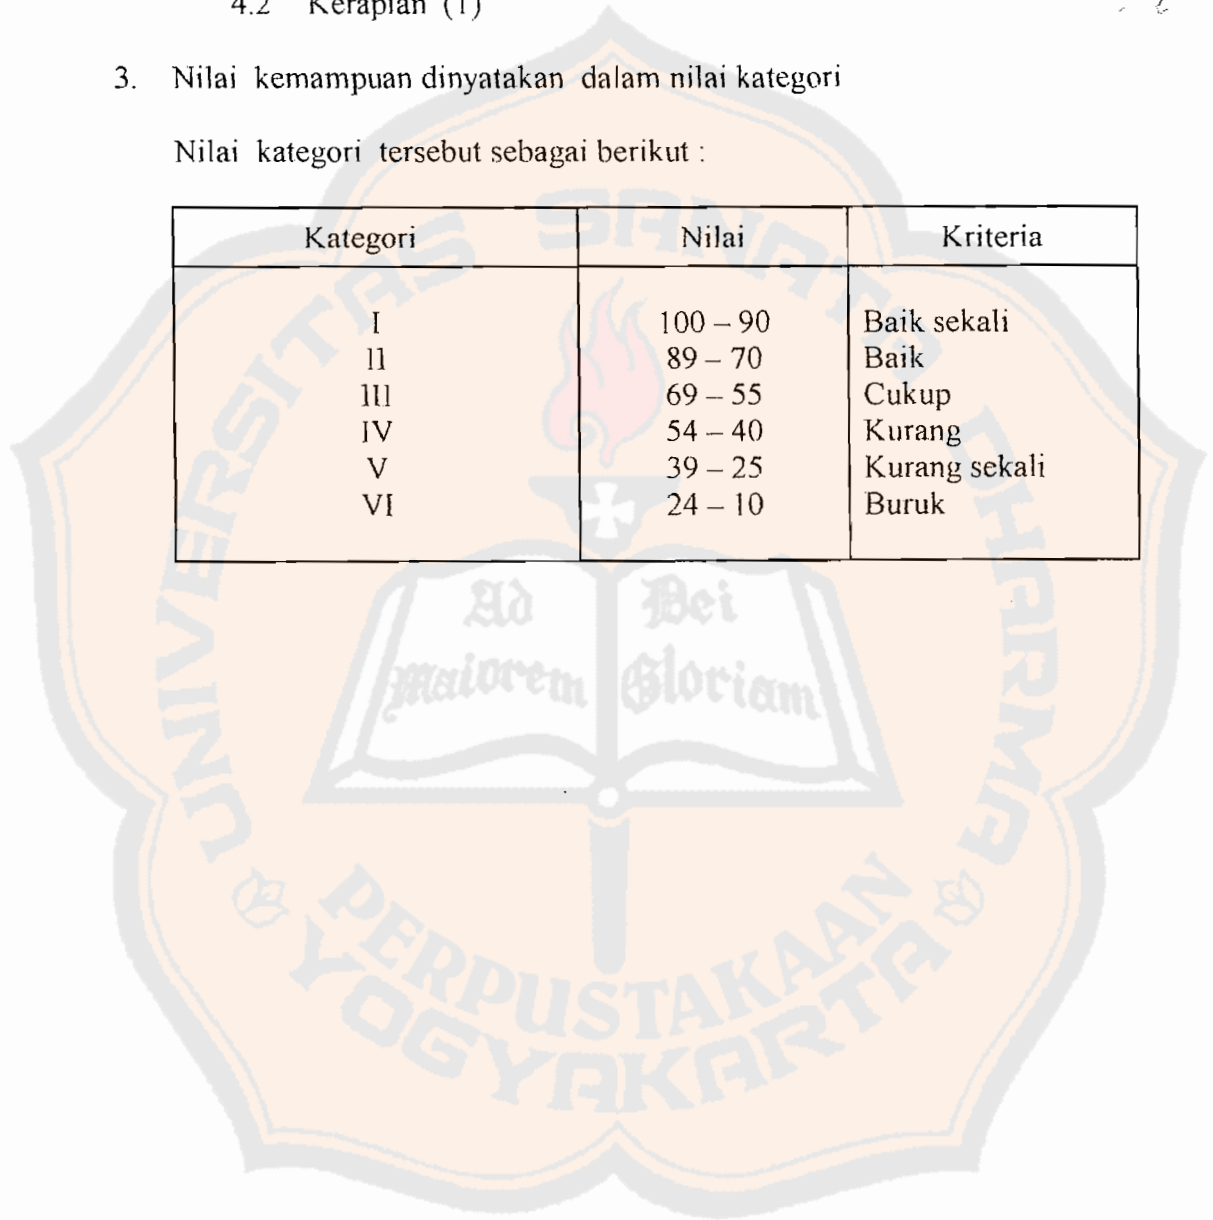 4.2 Kerapian (1)
3. Nilai kemampuan dinyatakan dalam nilai kategori
Nilai kategori tersebut sebagai berikut :
Kategori Nilai Kriteria
I 100 – 90 Baik sekali
II 89 – 70 Baik
III 69 – 55 Cukup
IV 54 – 40 Kurang
V 39 – 25 Kurang sekali
VI 24 – 10 Buruk
UNIVERSITAS SANATA DHARMA
Ad Dei
Maiorem Gloriam
PERPUSTAKAAN
YOGYAKARTA